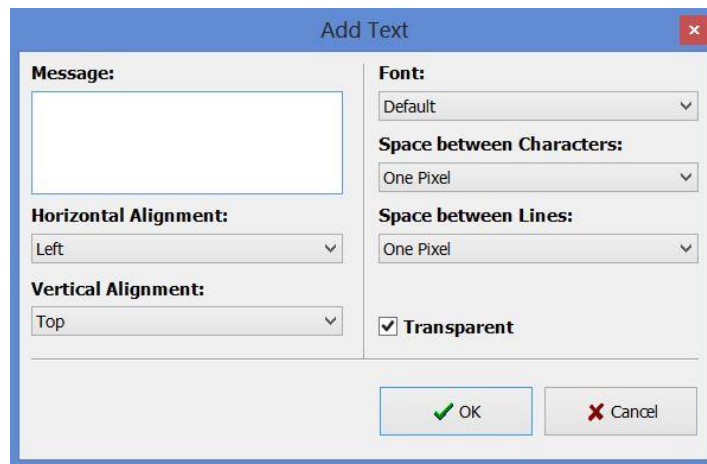 Add Text
Message:
Horizontal Alignment:
Left
Vertical Alignment:
Top
Font:
Default
Space between Characters:
One Pixel
Space between Lines:
One Pixel
Transparent
OK
Cancel